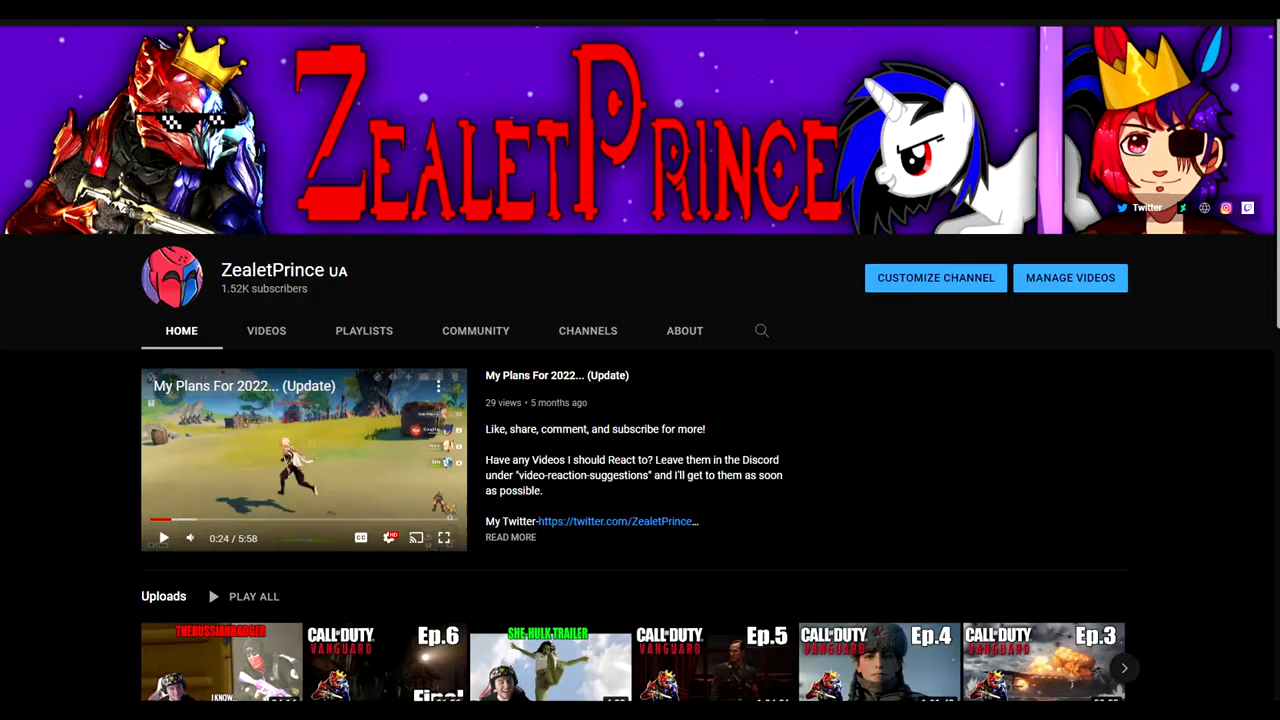 ZEALETPRINCE
Twitter
ZealetPrince UA
1.52K subscribers
CUSTOMIZE CHANNEL
MANAGE VIDEOS
HOME
VIDEOS
PLAYLISTS
COMMUNITY
CHANNELS
ABOUT
My Plans For 2022... (Update)
0:24 / 5:58
CC
HD
My Plans For 2022... (Update)
29 views • 5 months ago
Like, share, comment, and subscribe for more!
Have any Videos I should React to? Leave them in the Discord
under "video-reaction-suggestions" and I'll get to them as soon
as possible.
My Twitter-https://twitter.com/ZealetPrince...
READ MORE
Uploads
PLAY ALL
THERUSSIANBADGER
I KNOW...
CALL OF DUTY
VANGUARD
Ep.6
Final
SHE-HULK TRAILER
CALL OF DUTY
VANGUARD
Ep.5
CALL OF DUTY
VANGUARD
Ep.4
CALL OF DUTY
VANGUARD
Ep.3